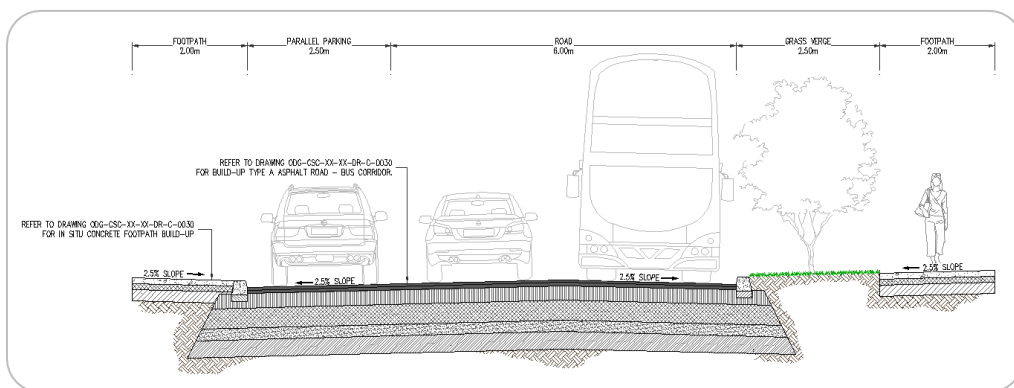 FOOTPATH
2.00m
PARALLEL PARKING
2.50m
ROAD
6.00m
GRASS VERGE
2.50m
FOOTPATH
2.00m
REFER TO DRAWING ODG-CSC-XX-XX-DR-C-0030
FOR BUILD-UP TYPE A ASPHALT ROAD - BUS CORRIDOR.
REFER TO DRAWING ODG-CSC-XX-XX-DR-C-0030
FOR IN SITU CONCRETE FOOTPATH BUILD-UP
2.5% SLOPE
2.5% SLOPE
2.5% SLOPE
2.5% SLOPE